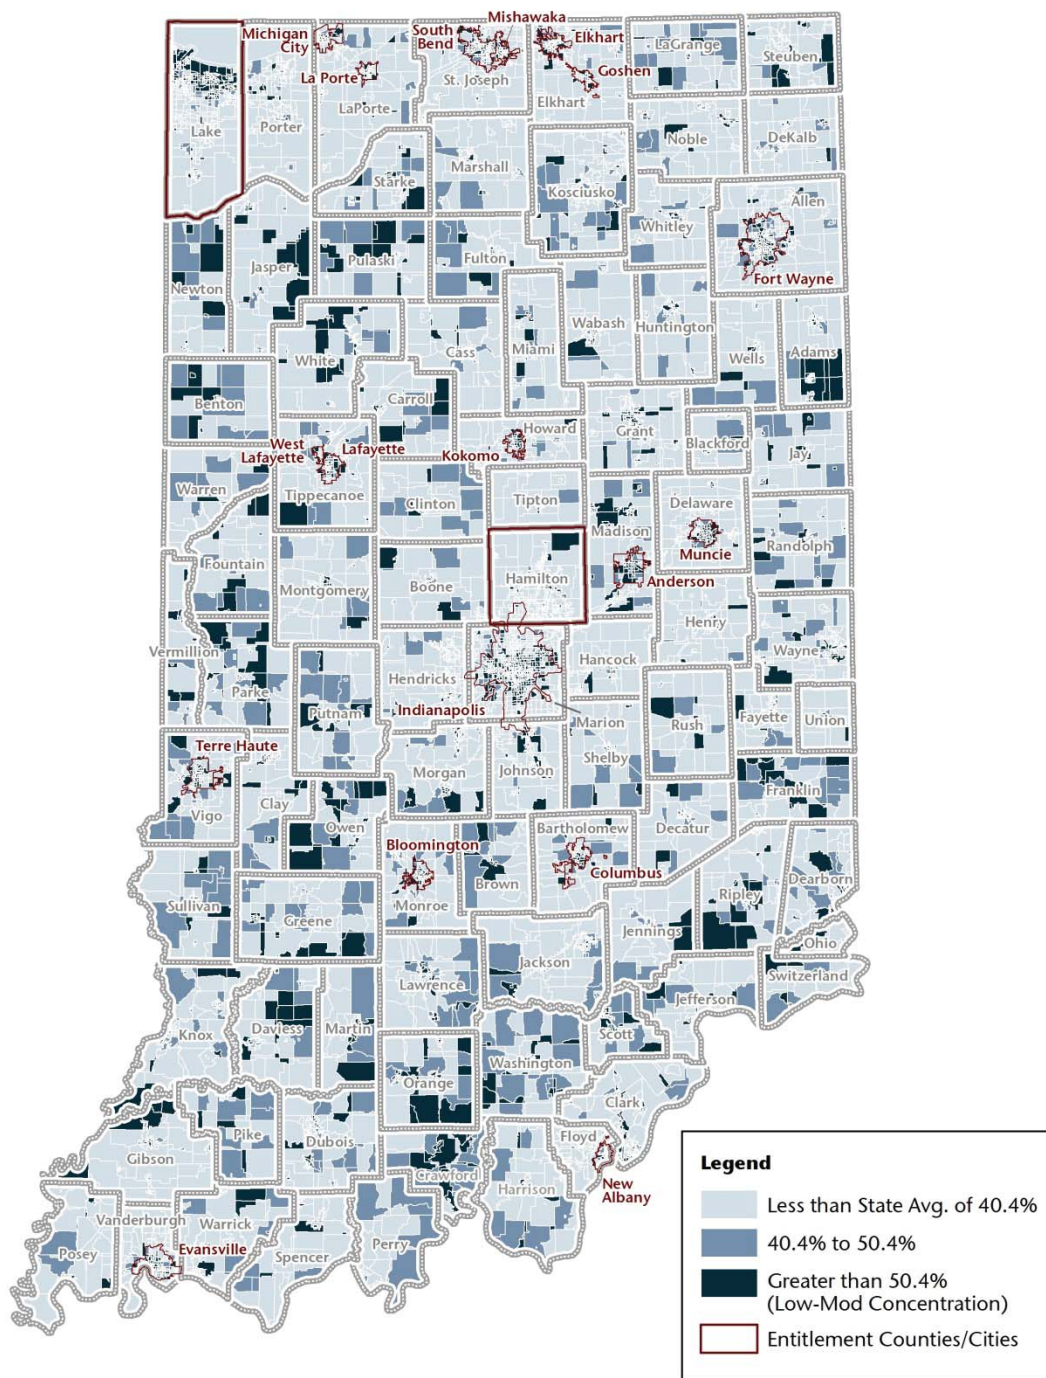 Mishawaka
Michigan
City
South
Bend
Elkhart
LaGrange
Steuben
La Porte
Goshen
St. Joseph
LaPorte
Elkhart
Lake
Porter
Noble
DeKalb
Starke
Marshall
Kosciusko
Allen
Whitley
Jasper
Pulaski
Fulton
Fort Wayne
Newton
Wabash
Huntington
White
Cass
Miami
Wells
Adams
Benton
Carroll
West
Lafayette
Lafayette
Kokomo
Howard
Grant
Blackford
Jay
Warren
Tippecanoe
Clinton
Tipton
Delaware
Madison
Muncie
Randolph
Fountain
Montgomery
Boone
Hamilton
Anderson
Henry
Vermillion
Parke
Hendricks
Hancock
Wayne
Putnam
Indianapolis
Marion
Rush
Fayette
Union
Terre Haute
Morgan
Johnson
Shelby
Vigo
Clay
Owen
Franklin
Bloomington
Bartholomew
Decatur
Columbus
Brown
Monroe
Dearborn
Sullivan
Greene
Ripley
Jennings
Ohio
Jackson
Switzerland
Lawrence
Jefferson
Knox
Daviess
Martin
Scott
Washington
Orange
Clark
Pike
Dubois
Floyd
Gibson
Crawford
Harrison
New
Albany
Vanderburgh
Warrick
Posey
Evansville
Spencer
Perry
Legend
Less than State Avg. of 40.4%
40.4% to 50.4%
Greater than 50.4%
(Low-Mod Concentration)
Entitlement Counties/Cities